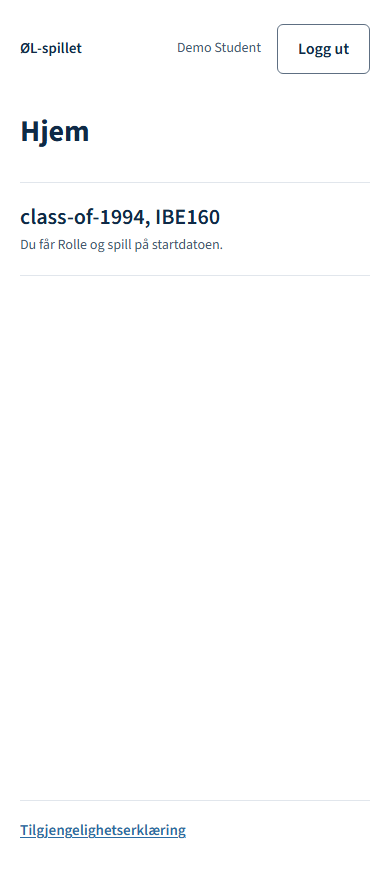 ØL-spillet
Demo Student
Logg ut
Hjem
class-of-1994, IBE160
Du får Rolle og spill på startdatoen.
Tilgjengelighetserklæring